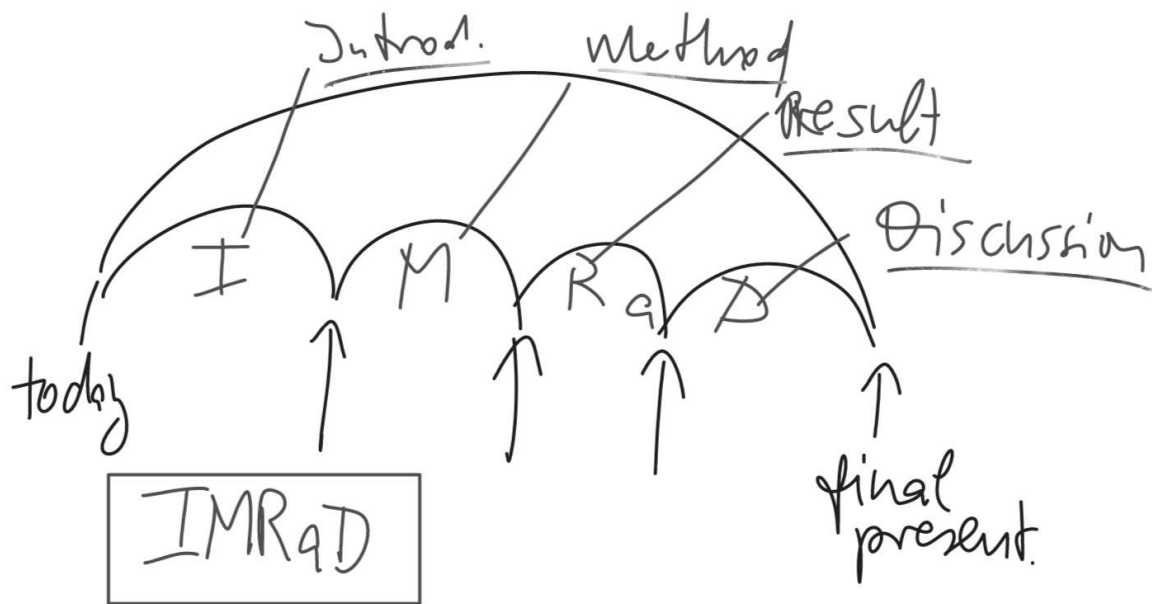 Introd.
Method
Result
Discussion
I M R a D
today
IMRaD
final
present.